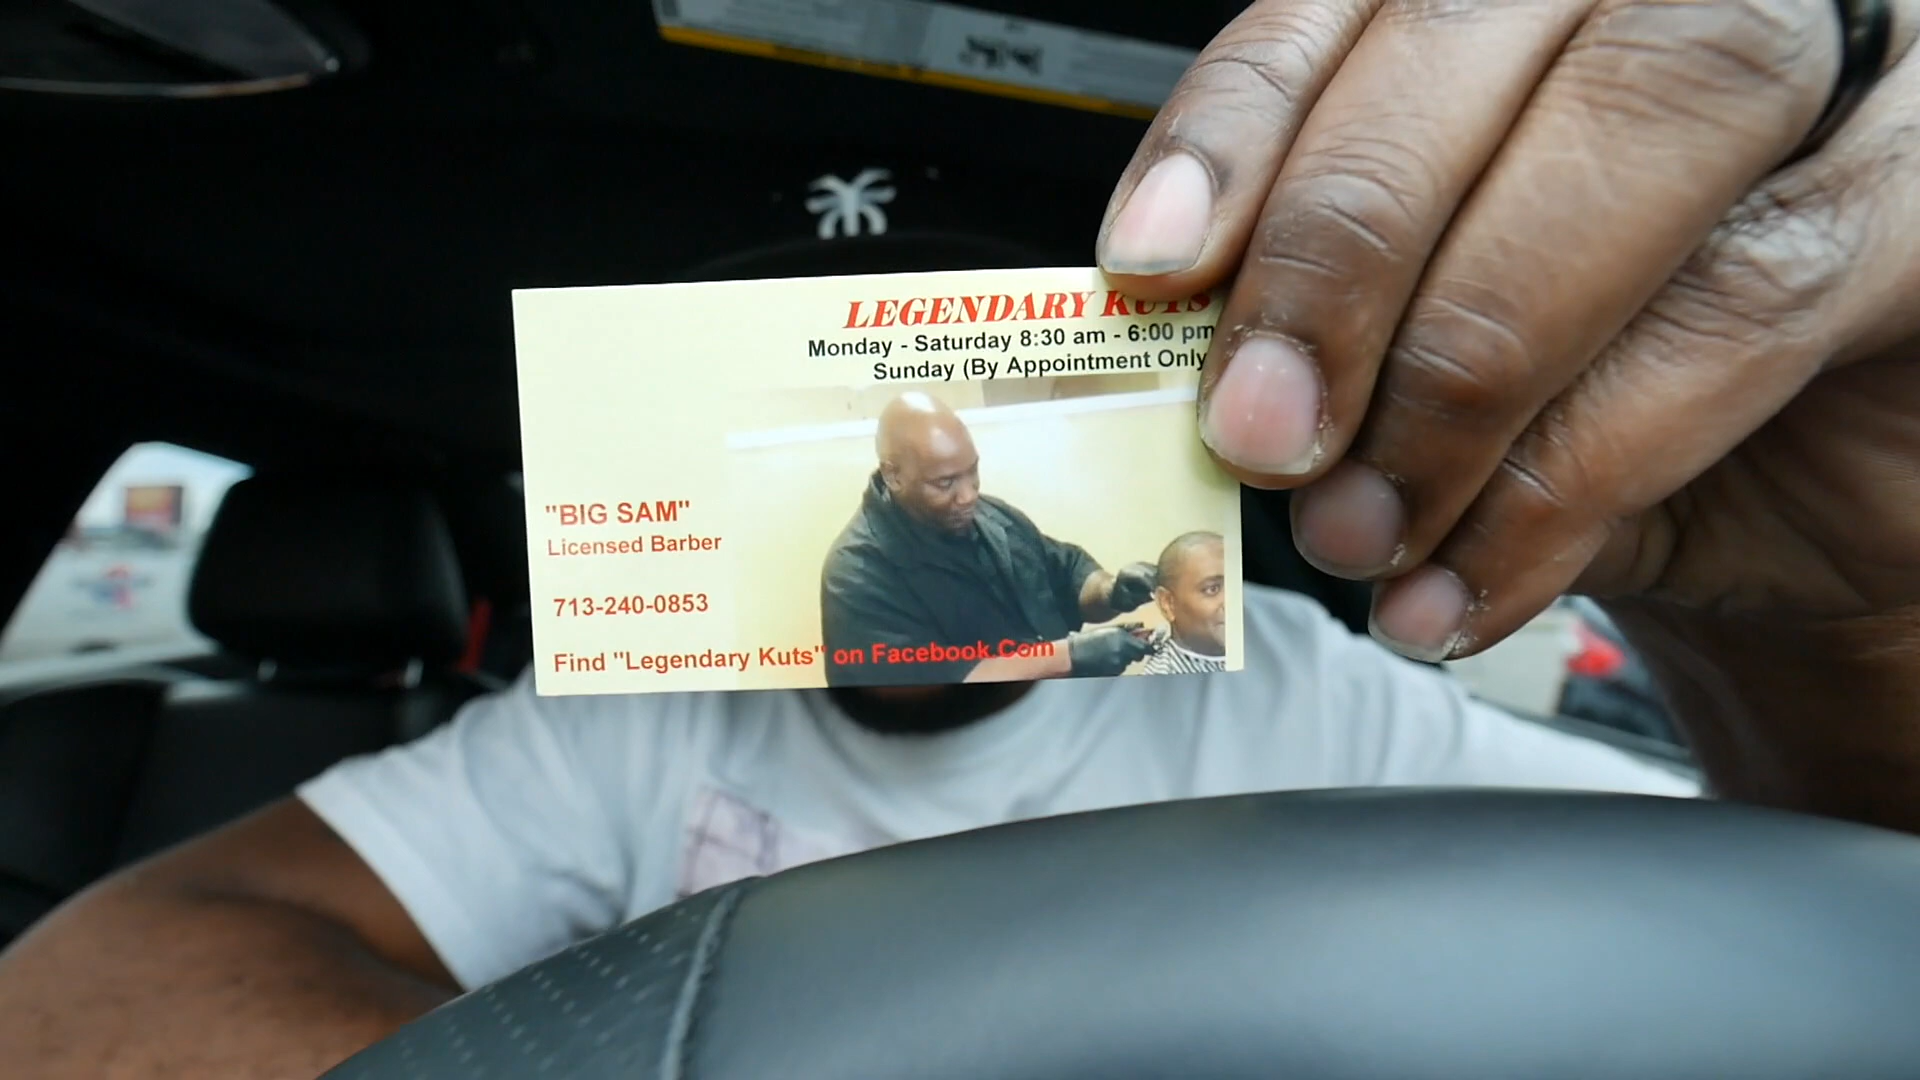 LEGENDARY KUTS
Monday - Saturday 8:30 am - 6:00 pm
Sunday (By Appointment Only
"BIG SAM"
Licensed Barber
713-240-0853
Find "Legendary Kuts" on Facebook.Com